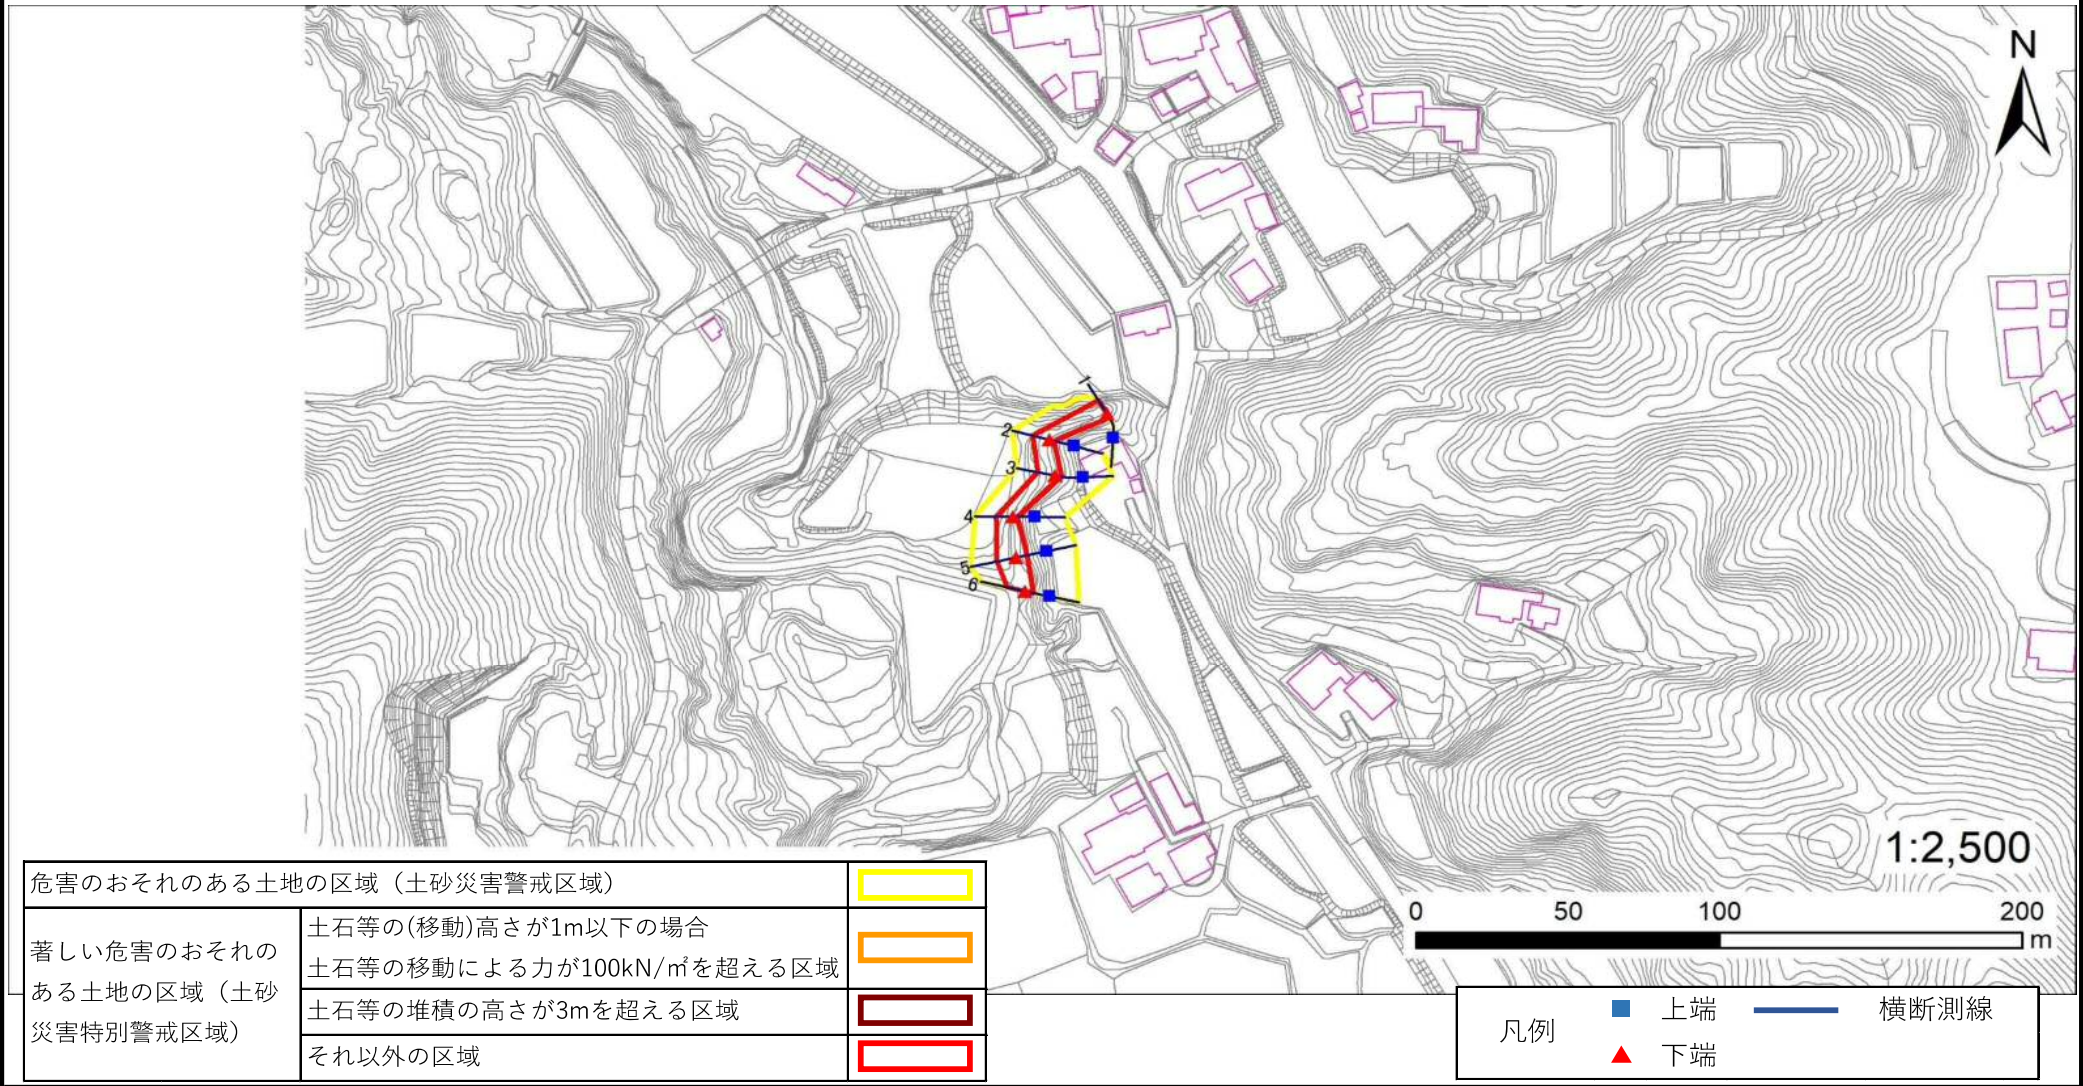 N
1
2
3
4
5
6
1:2,500
0 50 100 200
m
危害のおそれのある土地の区域（土砂災害警戒区域）
著しい危害のおそれの
ある土地の区域（土砂
災害特別警戒区域）
土石等の(移動)高さが1m以下の場合
土石等の移動による力が100kN/㎡を超える区域
土石等の堆積の高さが3mを超える区域
それ以外の区域
凡例
上端
横断測線
下端